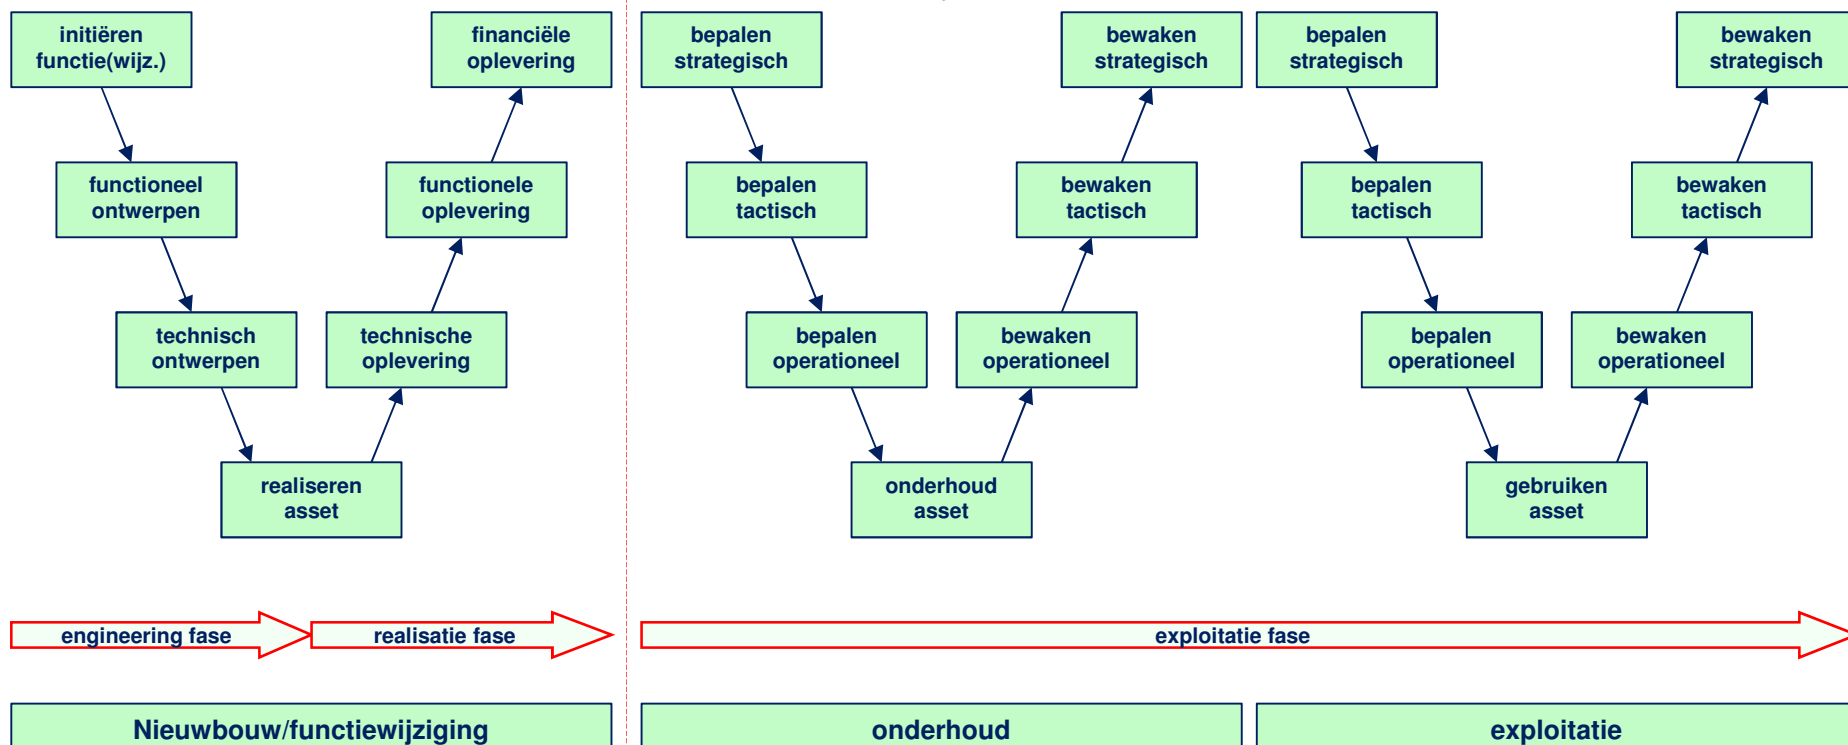 initiëren
functie(wijz.)
financiële
oplevering
bepalen
strategisch
bewaken
strategisch
bepalen
strategisch
bewaken
strategisch
functioneel
ontwerpen
functionele
oplevering
bepalen
tactisch
bewaken
tactisch
bepalen
tactisch
bewaken
tactisch
technisch
ontwerpen
technische
oplevering
bepalen
operationeel
bewaken
operationeel
bepalen
operationeel
bewaken
operationeel
realiseren
asset
onderhoud
asset
gebruiken
asset
engineering fase
realisatie fase
exploitatie fase
Nieuwbouw/functiewijziging
onderhoud
exploitatie